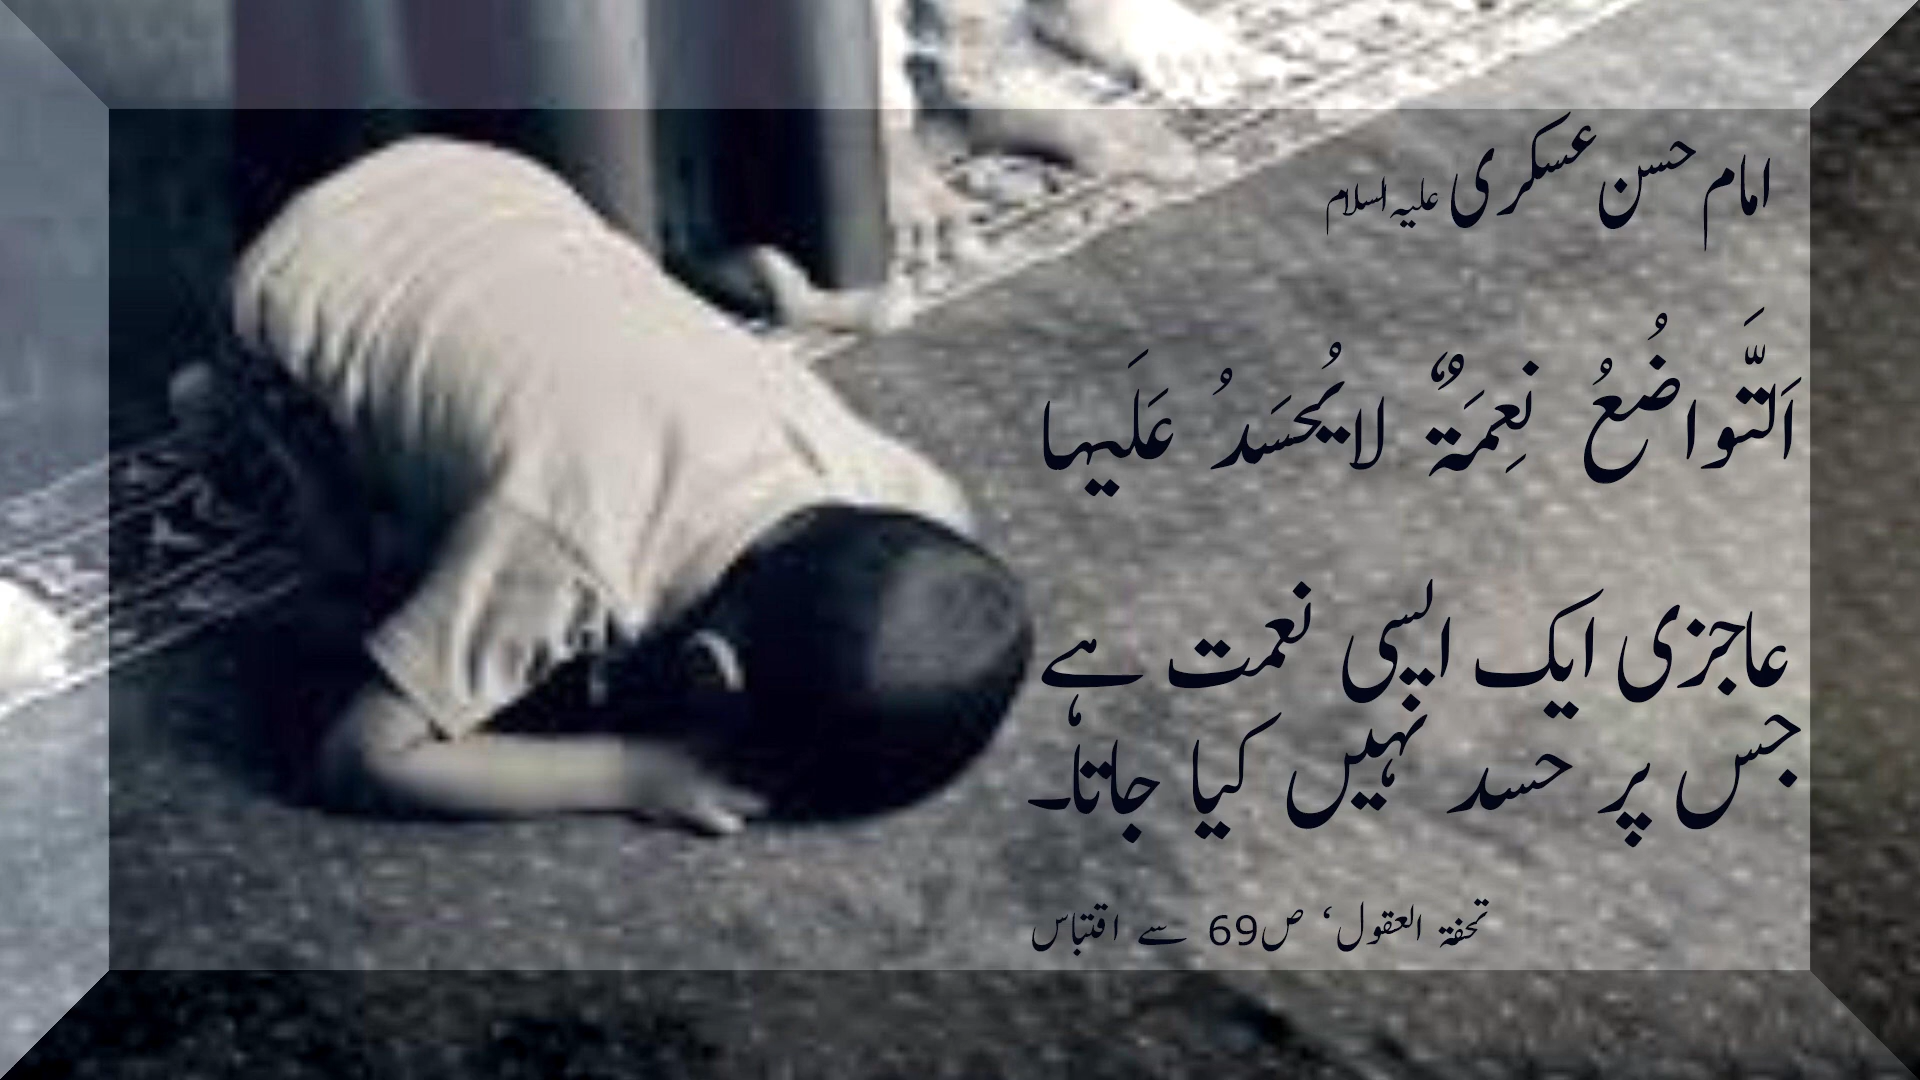 امام حسن عسکری علیہ السلام
اَلتَّواضُعُ نِعمَۃٌ لایُحسَدُ عَلَیہا
عاجزی ایک ایسی نعمت ہے
جس پر حسد نہیں کیا جاتا۔
تحفۃ العقول، ص69 سے اقتباس